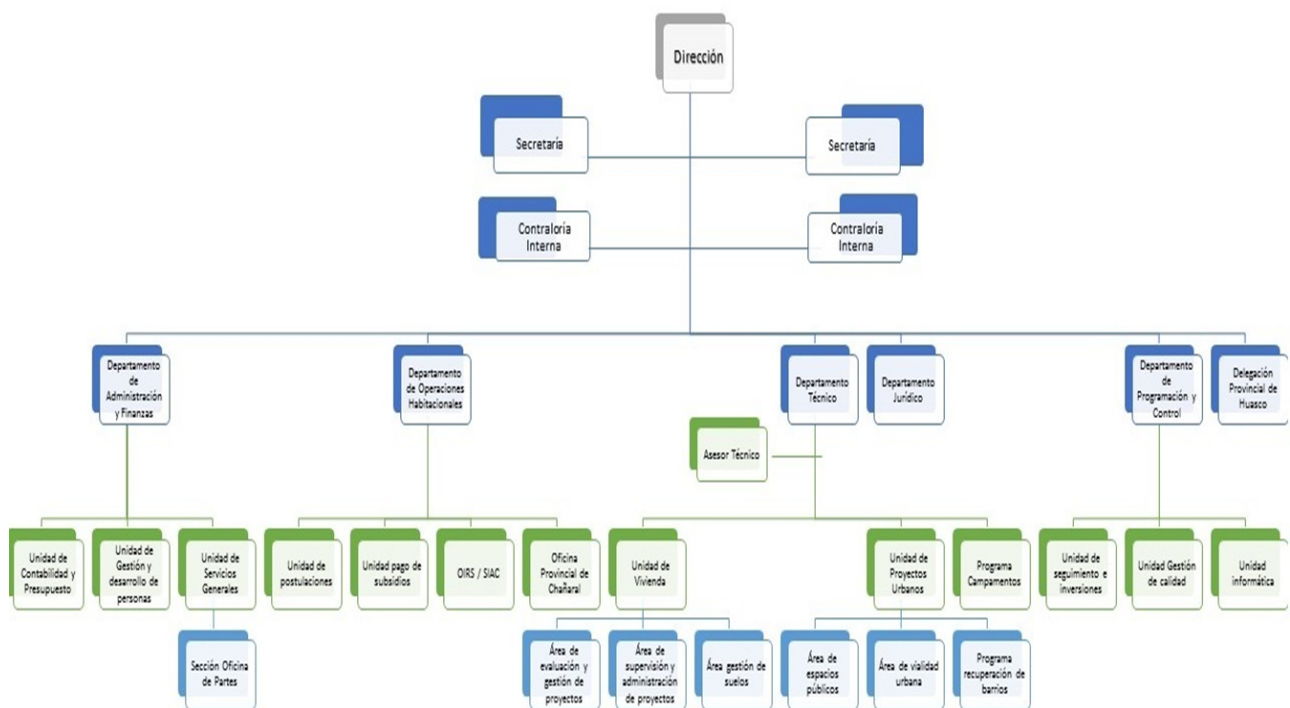 Dirección
Secretaría
Secretaría
Contraloría
Interna
Contraloría
Interna
Departamento
de
Administración
y Finanzas
Departamento
de Operaciones
Habitacionales
Departamento
Técnico
Departamento
Jurídico
Departamento
de
Programación y
Control
Delegación
Provincial de
Huasco
Asesor Técnico
Unidad de
Contabilidad y
Presupuesto
Unidad de
Gestión y
desarrollo de
personas
Unidad de
Servicios
Generales
Unidad de
postulaciones
Unidad pago de
subsidios
OIRS / SIAC
Oficina
Provincial de
Chañaral
Unidad de
Vivienda
Unidad de
Proyectos
Urbanos
Programa
Campamentos
Unidad de
seguimiento e
inversiones
Unidad Gestión
de calidad
Unidad
informática
Sección Oficina
de Partes
Área de
evaluación y
gestión de
proyectos
Área de
supervisión y
administración
de proyectos
Área gestión de
suelos
Área de
espacios
públicos
Área de vialidad
urbana
Programa
recuperación de
barrios